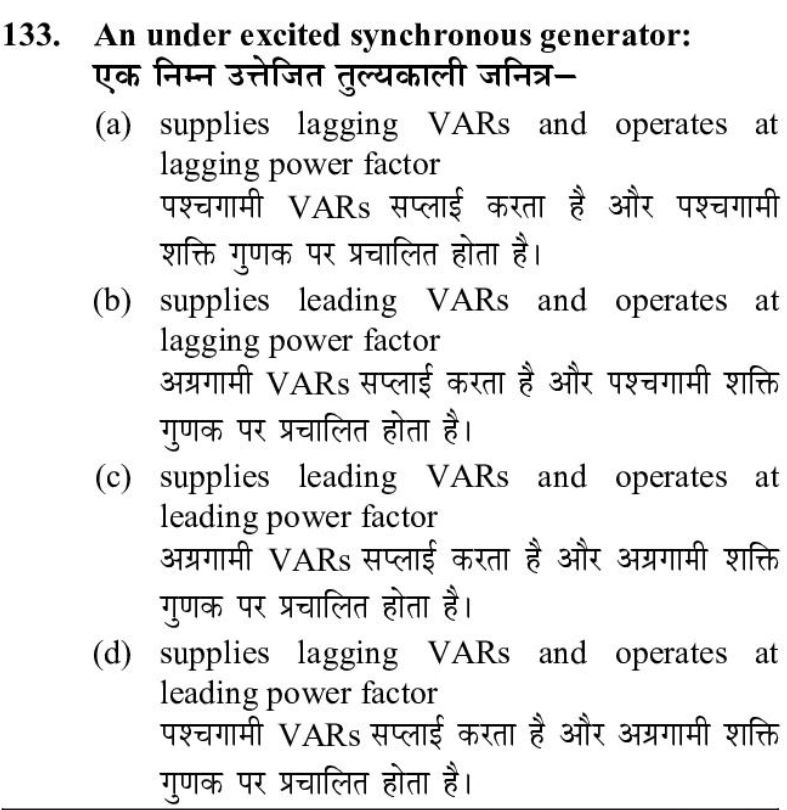 133. An under excited synchronous generator:
एक निम्न उत्तेजित तुल्यकाली जनित्र–
(a) supplies lagging VARs and operates at
lagging power factor
पश्चगामी VARs सप्लाई करता है और पश्चगामी
शक्ति गुणक पर प्रचालित होता है।
(b) supplies leading VARs and operates at
lagging power factor
अग्रगामी VARs सप्लाई करता है और पश्चगामी शक्ति
गुणक पर प्रचालित होता है।
(c) supplies leading VARs and operates at
leading power factor
अग्रगामी VARs सप्लाई करता है और अग्रगामी शक्ति
गुणक पर प्रचालित होता है।
(d) supplies lagging VARs and operates at
leading power factor
पश्चगामी VARs सप्लाई करता है और अग्रगामी शक्ति
गुणक पर प्रचालित होता है।